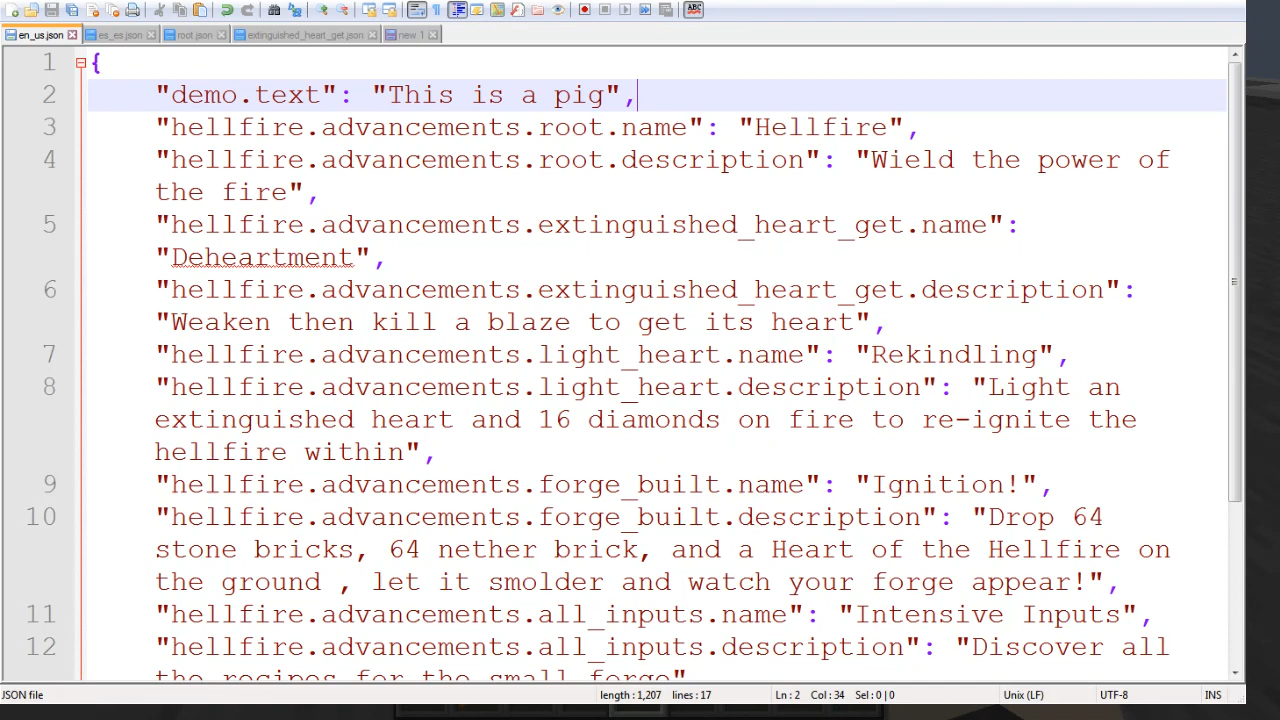 en_us.json es_es.json root.json extinguished_heart_get.json new 1
1 {
2 "demo.text": "This is a pig",
3 "hellfire.advancements.root.name": "Hellfire",
4 "hellfire.advancements.root.description": "Wield the power of
the fire",
5 "hellfire.advancements.extinguished_heart_get.name":
"Deheartment",
6 "hellfire.advancements.extinguished_heart_get.description":
"Weaken then kill a blaze to get its heart",
7 "hellfire.advancements.light_heart.name": "Rekindling",
8 "hellfire.advancements.light_heart.description": "Light an
extinguished heart and 16 diamonds on fire to re-ignite the
hellfire within",
9 "hellfire.advancements.forge_built.name": "Ignition!",
10 "hellfire.advancements.forge_built.description": "Drop 64
stone bricks, 64 nether brick, and a Heart of the Hellfire on
the ground , let it smolder and watch your forge appear!",
11 "hellfire.advancements.all_inputs.name": "Intensive Inputs",
12 "hellfire.advancements.all_inputs.description": "Discover all
the recipes for the small forge"
JSON file length : 1,207 lines : 17 Ln : 2 Col : 34 Sel : 0 | 0 Unix (LF) UTF-8 INS